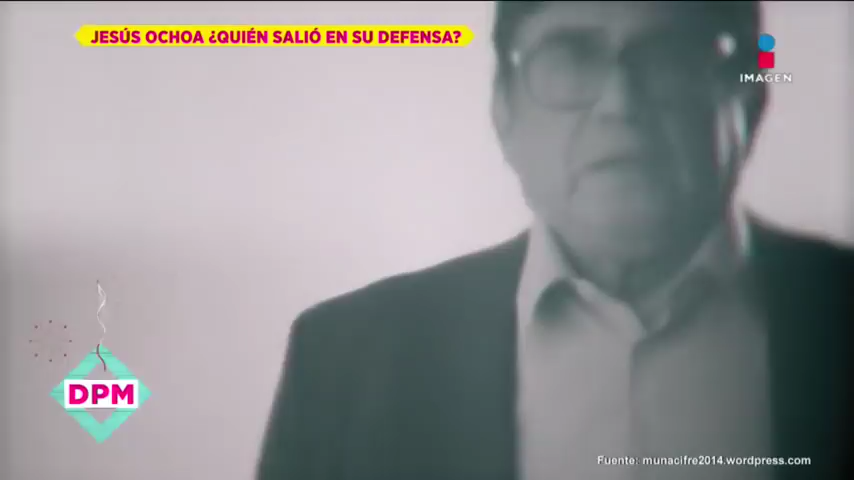 JESÚS OCHOA ¿QUIÉN SALIÓ EN SU DEFENSA?
IMAGEN
DPM
Fuente: munacifre2014.wordpress.com